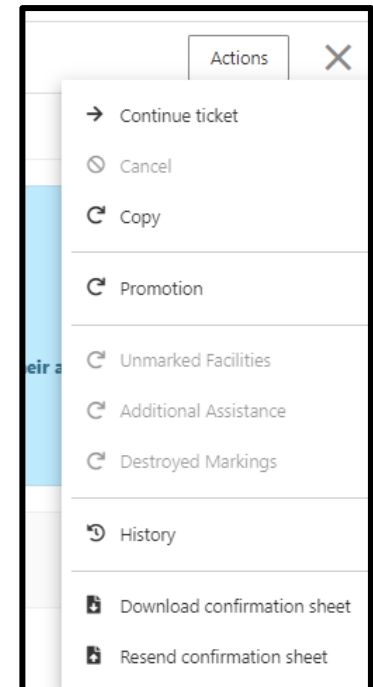 Actions
Continue ticket
Cancel
Copy
Promotion
Unmarked Facilities
eir a
Additional Assistance
Destroyed Markings
History
Download confirmation sheet
Resend confirmation sheet